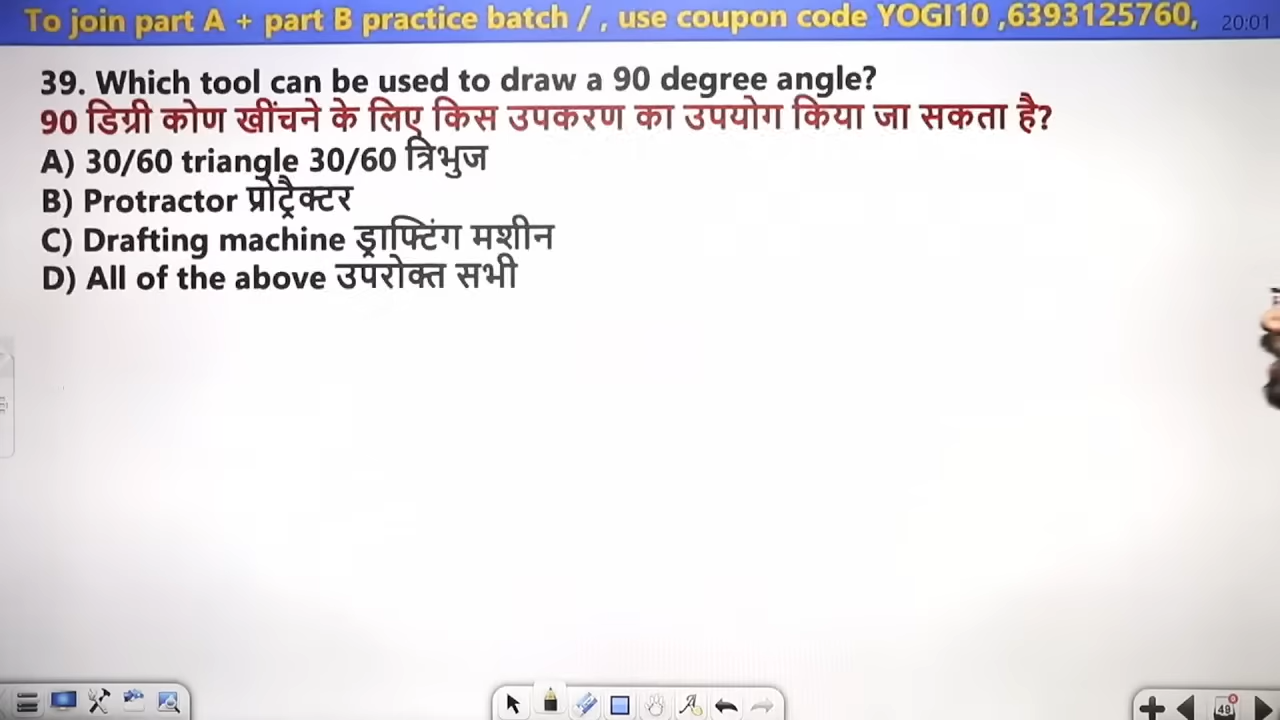 To join part A + part B practice batch / , use coupon code YOGI10 ,6393125760,
20:01
39. Which tool can be used to draw a 90 degree angle?
90 डिग्री कोण खींचने के लिए किस उपकरण का उपयोग किया जा सकता है?
A) 30/60 triangle 30/60 त्रिभुज
B) Protractor प्रोट्रैक्टर
C) Drafting machine ड्राफ्टिंग मशीन
D) All of the above उपरोक्त सभी
49